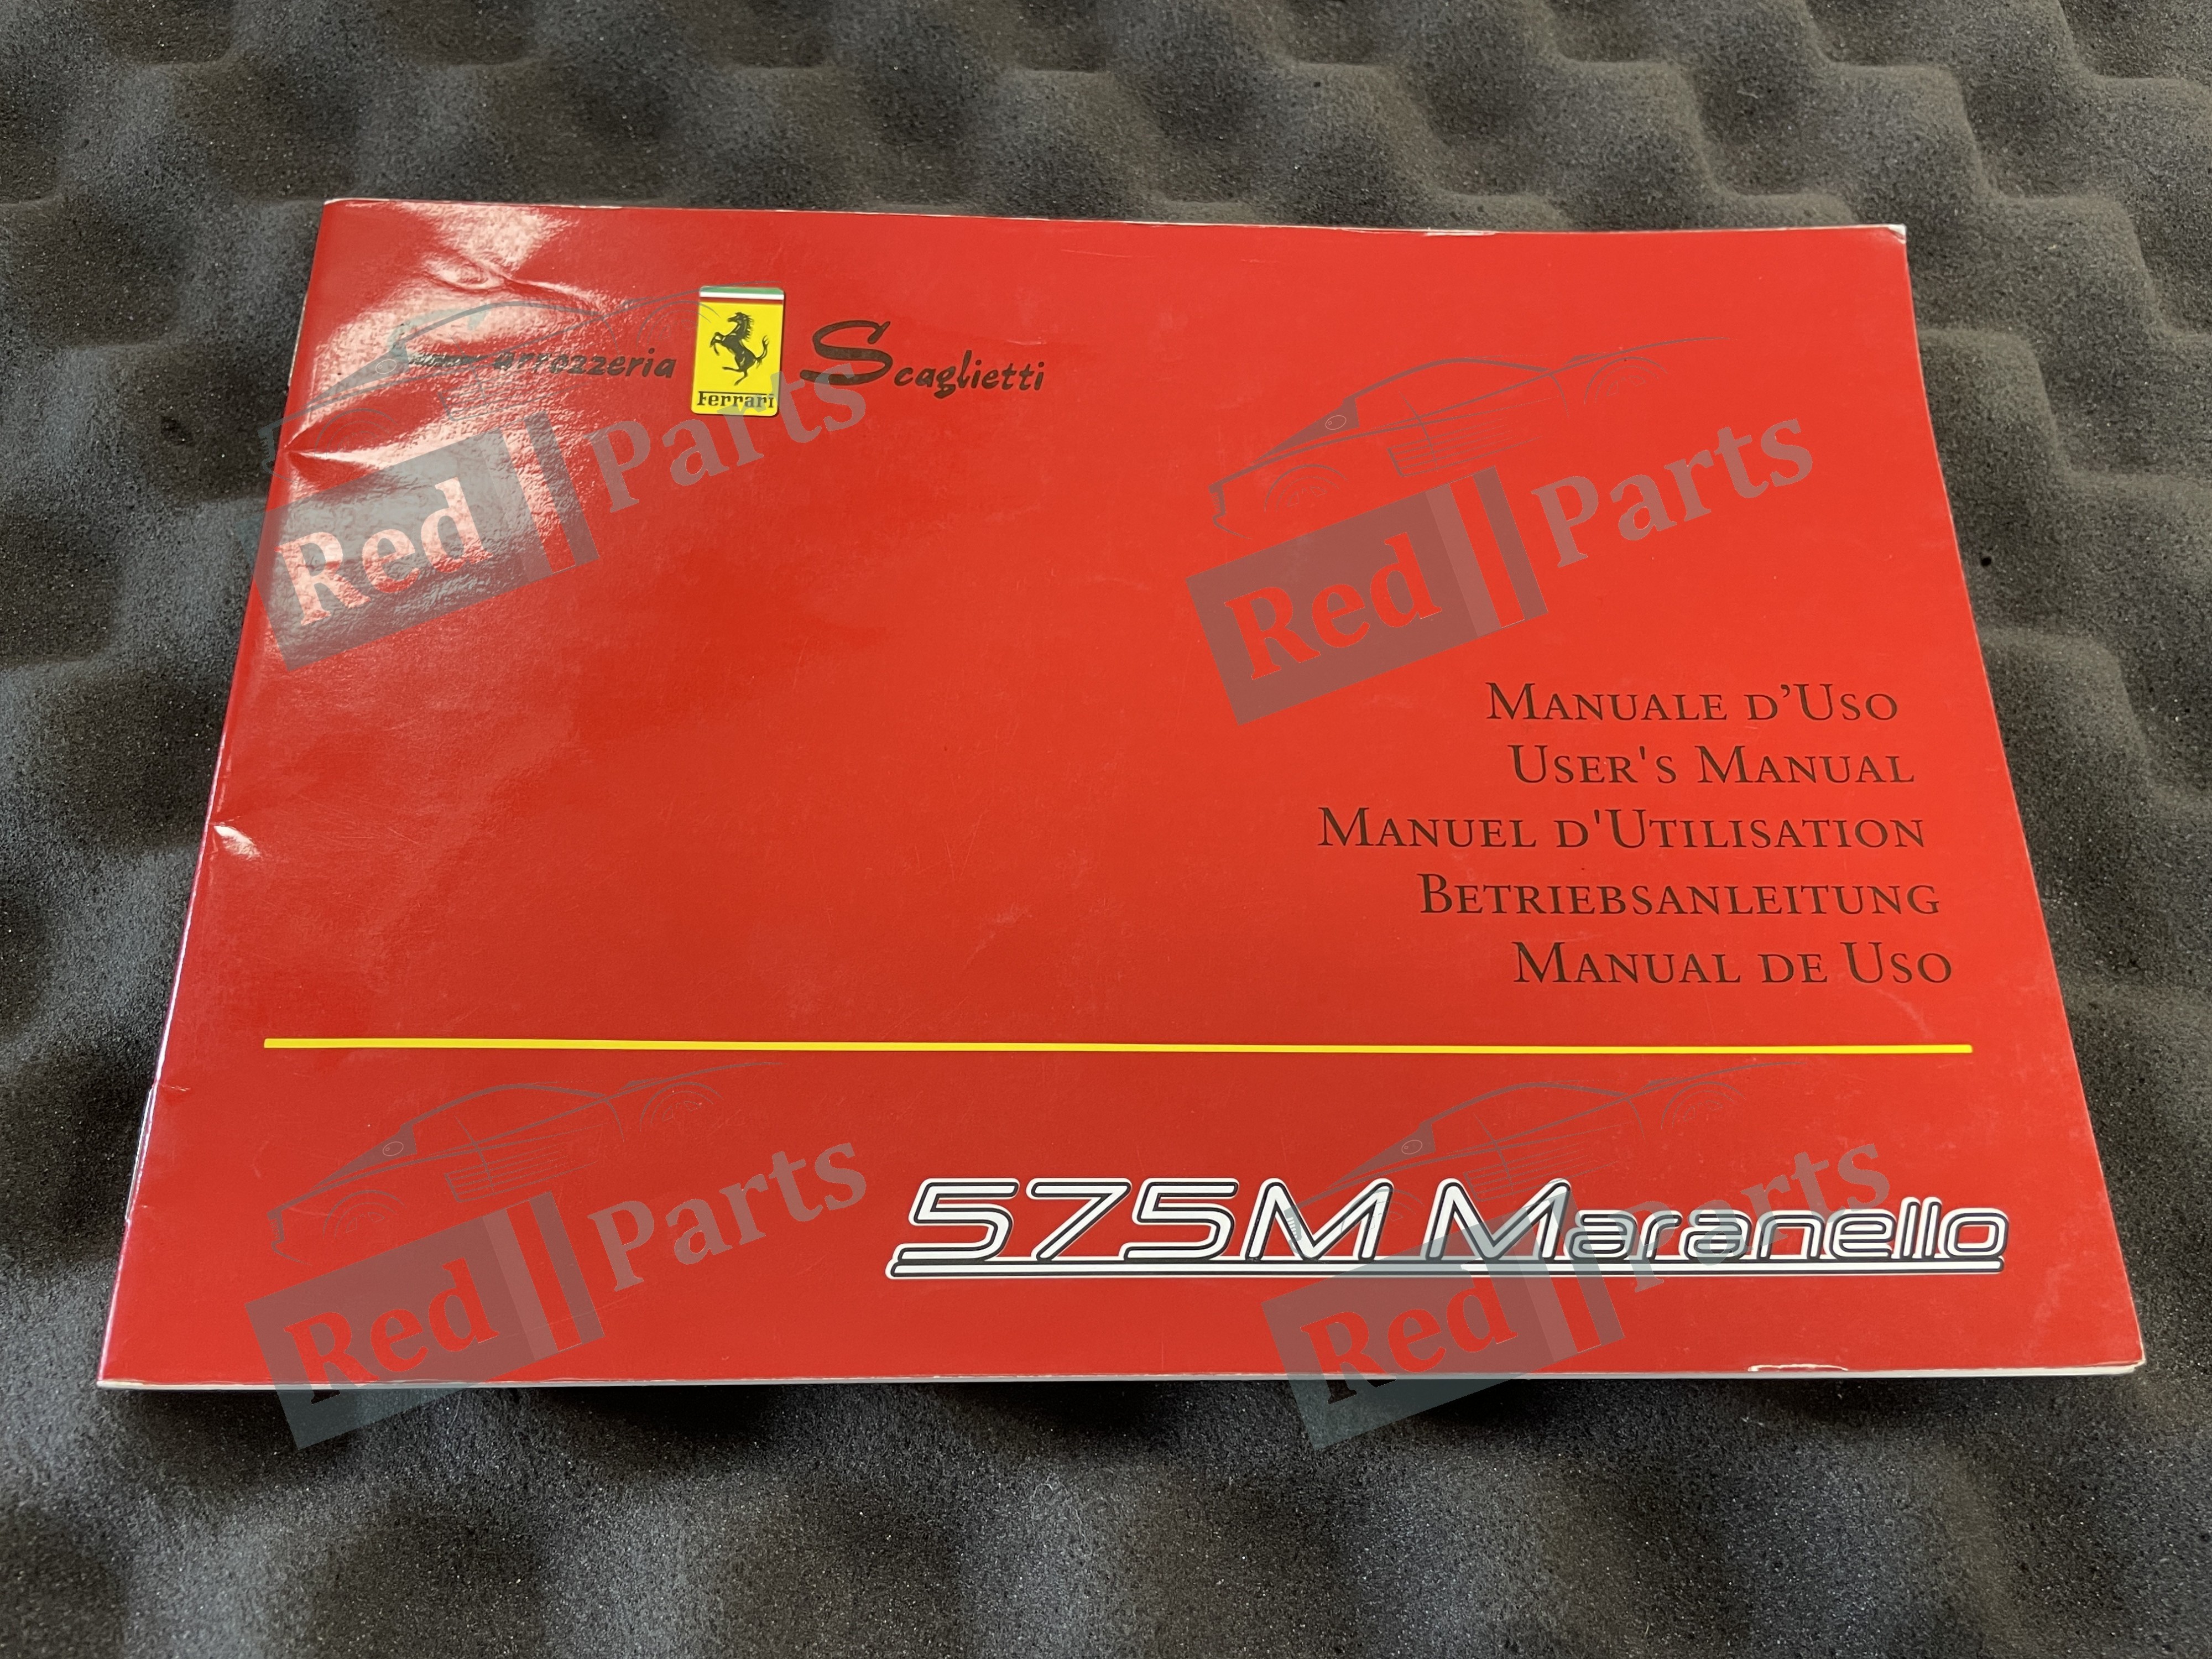 Carrozzeria Ferrari Scaglietti
Red Parts
Red Parts
MANUALE D'USO
USER'S MANUAL
MANUEL D'UTILISATION
BETRIEBSANLEITUNG
MANUAL DE USO
575M Maranello
Red Parts
Red Parts